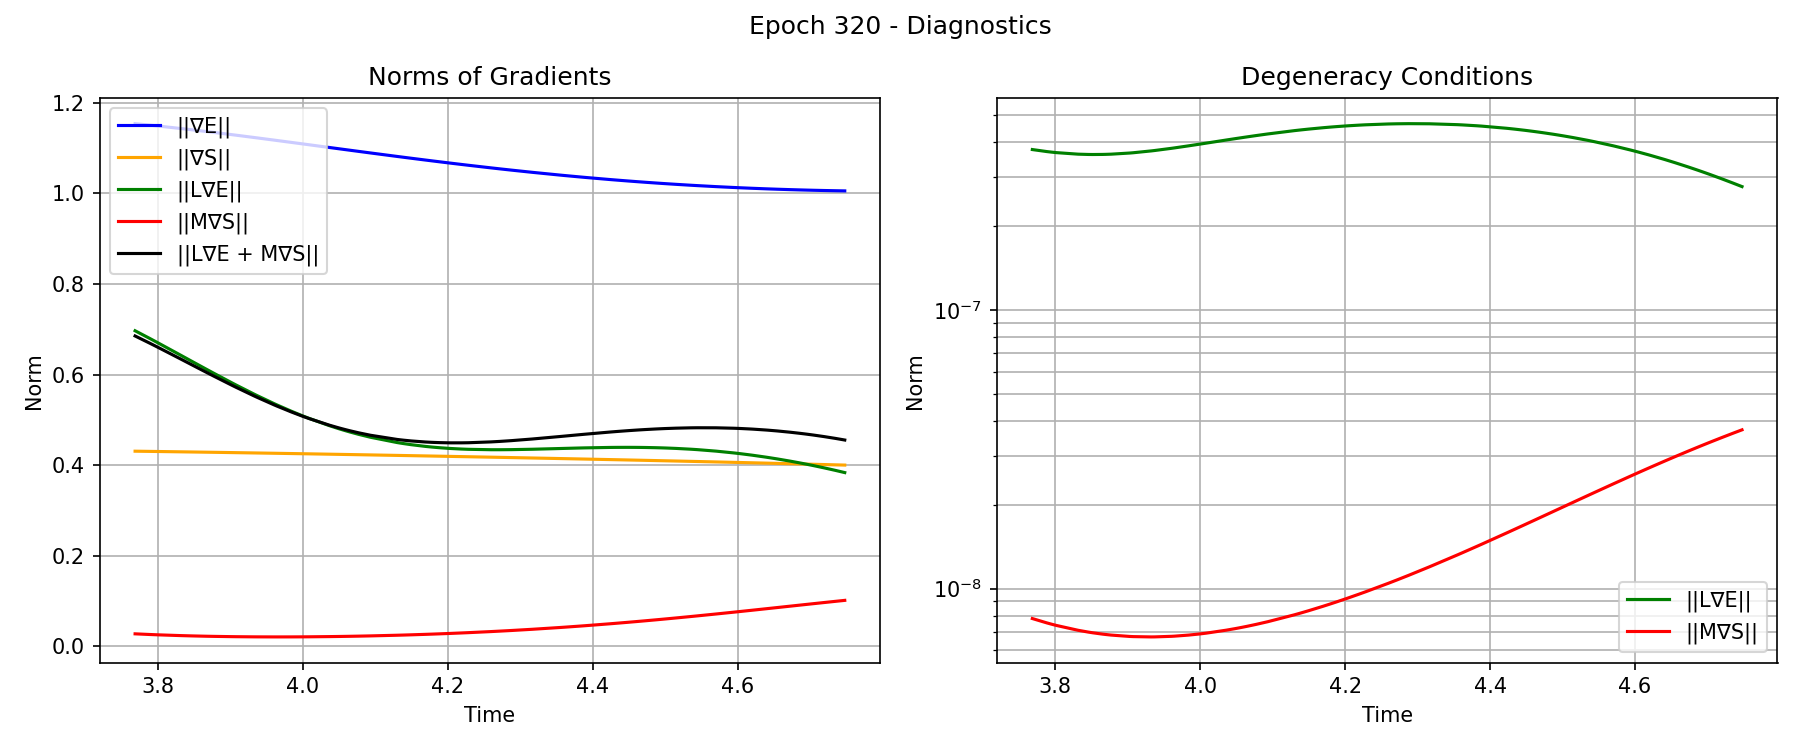 Epoch 320 - Diagnostics
Norms of Gradients
Norm
1.2
1.0
0.8
0.6
0.4
0.2
0.0
||∇E||
||∇S||
||L∇E||
||M∇S||
||L∇E + M∇S||
3.8 4.0 4.2 4.4 4.6
Time
Degeneracy Conditions
Norm
10⁻⁷
10⁻⁸
||L∇E||
||M∇S||
3.8 4.0 4.2 4.4 4.6
Time